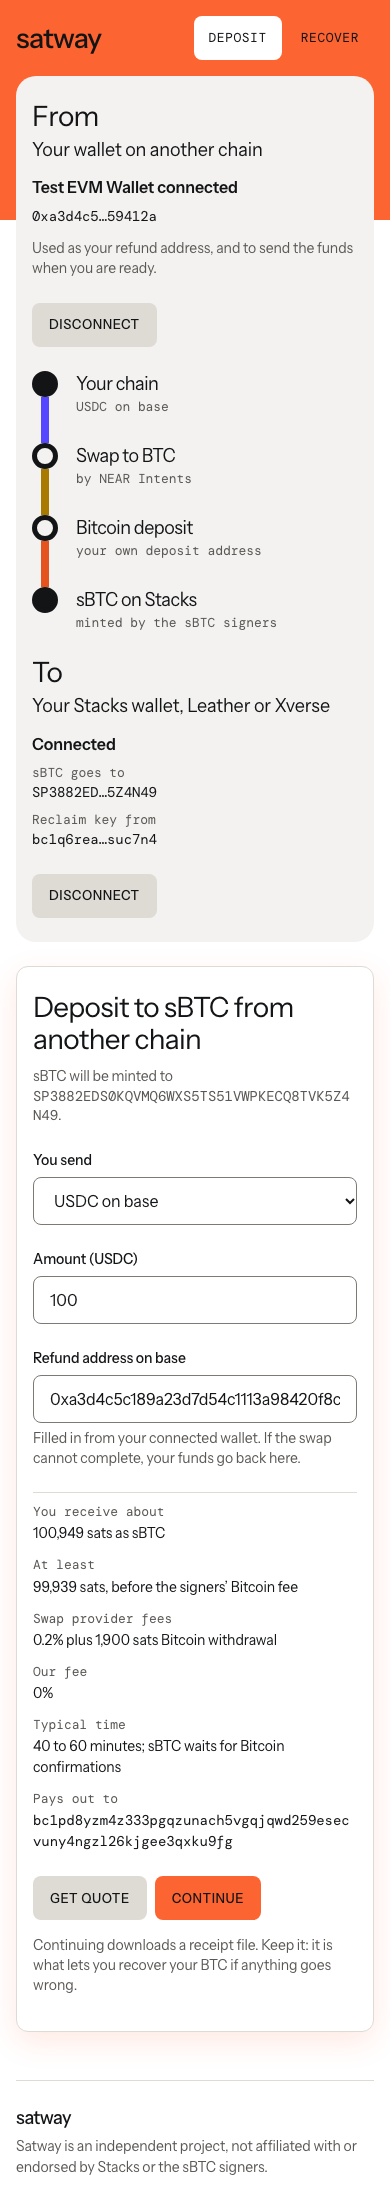 satway
DEPOSIT
RECOVER
From
Your wallet on another chain
Test EVM Wallet connected
0xa3d4c5…59412a
Used as your refund address, and to send the funds
when you are ready.
DISCONNECT
Your chain
USDC on base
Swap to BTC
by NEAR Intents
Bitcoin deposit
your own deposit address
sBTC on Stacks
minted by the sBTC signers
To
Your Stacks wallet, Leather or Xverse
Connected
sBTC goes to
SP3882ED…5Z4N49
Reclaim key from
bc1q6rea…suc7n4
DISCONNECT
Deposit to sBTC from
another chain
sBTC will be minted to
SP3882EDS0KQVMQ6WXS5TS51VWPKECQ8TVK5Z4
N49.
You send
USDC on base
Amount (USDC)
100
Refund address on base
0xa3d4c5c189a23d7d54c1113a98420f8c
Filled in from your connected wallet. If the swap
cannot complete, your funds go back here.
You receive about
100,949 sats as sBTC
At least
99,939 sats, before the signers’ Bitcoin fee
Swap provider fees
0.2% plus 1,900 sats Bitcoin withdrawal
Our fee
0%
Typical time
40 to 60 minutes; sBTC waits for Bitcoin
confirmations
Pays out to
bc1pd8yzm4z333pgqzunach5vgqjqwd259esec
vuny4ngzl26kjgee3qxku9fg
GET QUOTE
CONTINUE
Continuing downloads a receipt file. Keep it: it is
what lets you recover your BTC if anything goes
wrong.
satway
Satway is an independent project, not affiliated with or
endorsed by Stacks or the sBTC signers.